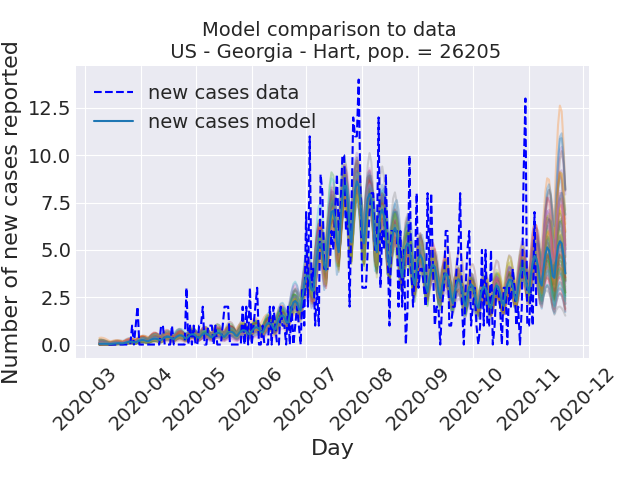 Model comparison to data
US - Georgia - Hart, pop. = 26205
Number of new cases reported
12.5
10.0
7.5
5.0
2.5
0.0
new cases data
new cases model
2020-03
2020-04
2020-05
2020-06
2020-07
2020-08
2020-09
2020-10
2020-11
2020-12
Day